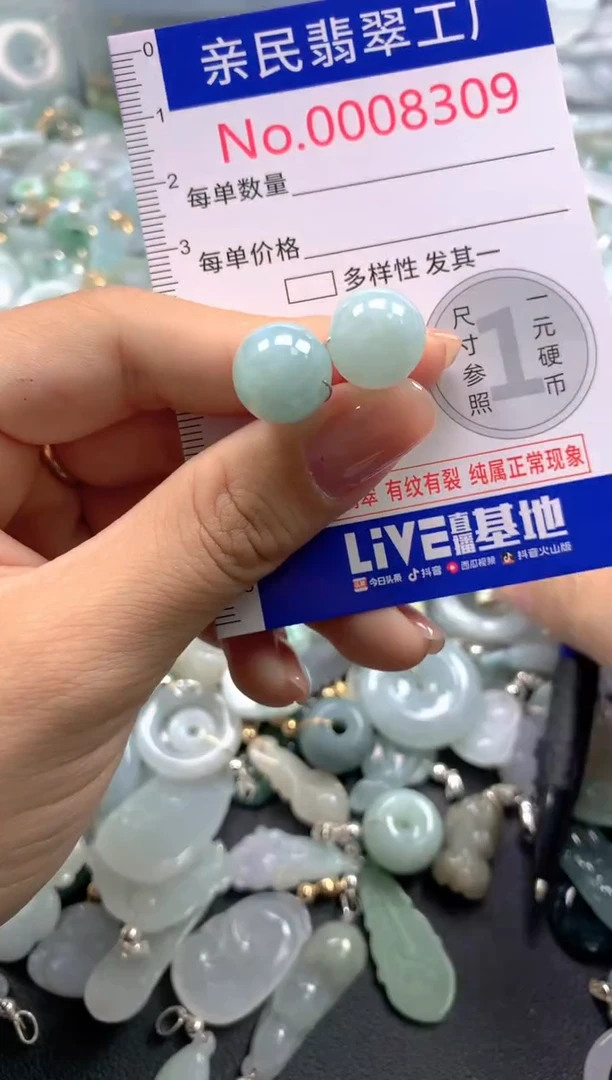 0
亲民翡翠工厂
1
No.0008309
2
每单数量
3
每单价格
多样性 发其一
尺寸参照
1
一元硬币
翠 有纹有裂 纯属正常现象
LiVE直播基地
今日头条 抖音 西瓜视频 抖音火山版